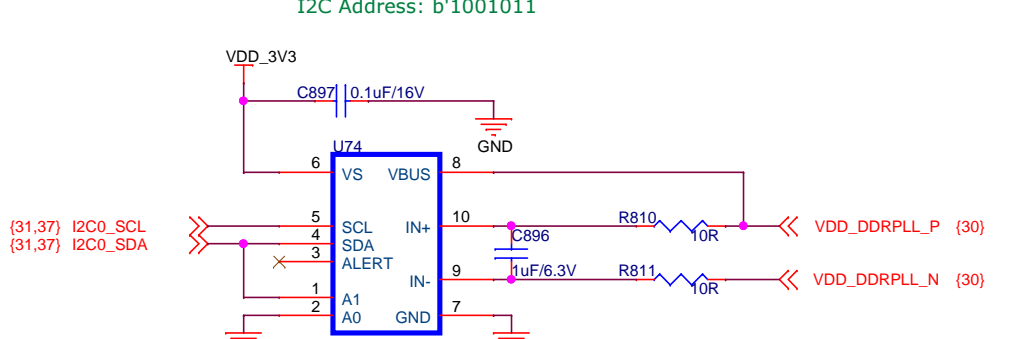 I2C Address: b'1001011
VDD_3V3
C897 0.1uF/16V
GND
U74
6 VS VBUS 8
{31,37} I2C0_SCL 5 SCL IN+ 10 R810 10R VDD_DDRPLL_P {30}
{31,37} I2C0_SDA 4 SDA
C896
3 ALERT
1uF/6.3V
IN- 9 R811 10R VDD_DDRPLL_N {30}
1 A1
2 A0 GND 7